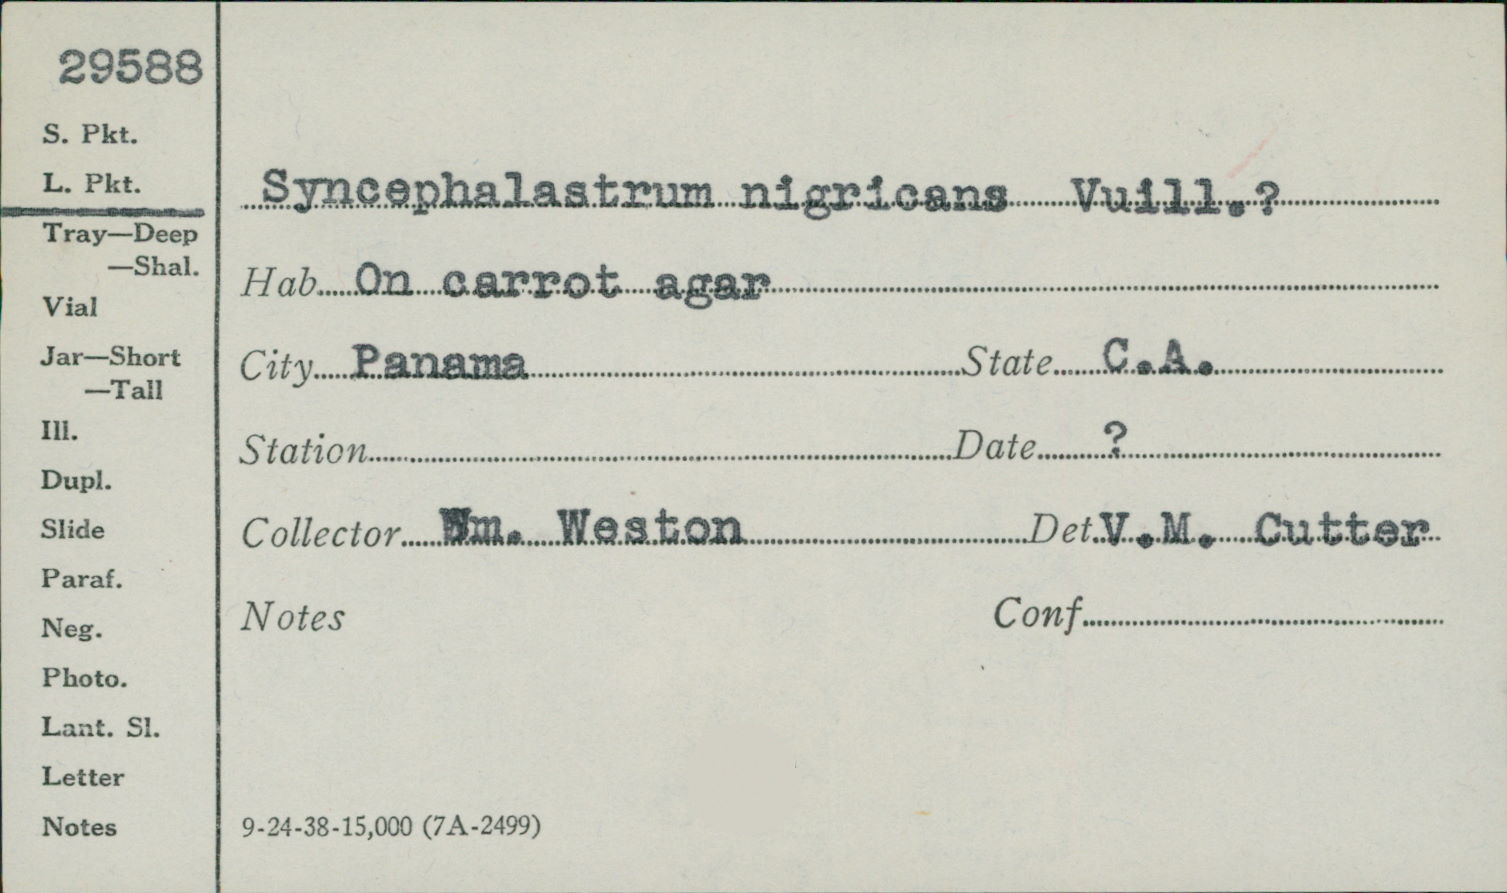 29588
S. Pkt.
L. Pkt.
Tray—Deep
—Shal.
Vial
Jar—Short
—Tall
Ill.
Dupl.
Slide
Paraf.
Neg.
Photo.
Lant. Sl.
Letter
Notes
Syncephalastrum nigricans Vuill.?
Hab. On carrot agar
City Panama State C.A.
Station Date ?
Collector Wm. Weston Det. V.M. Cutter
Notes Conf.
9-24-38-15,000 (7A-2499)